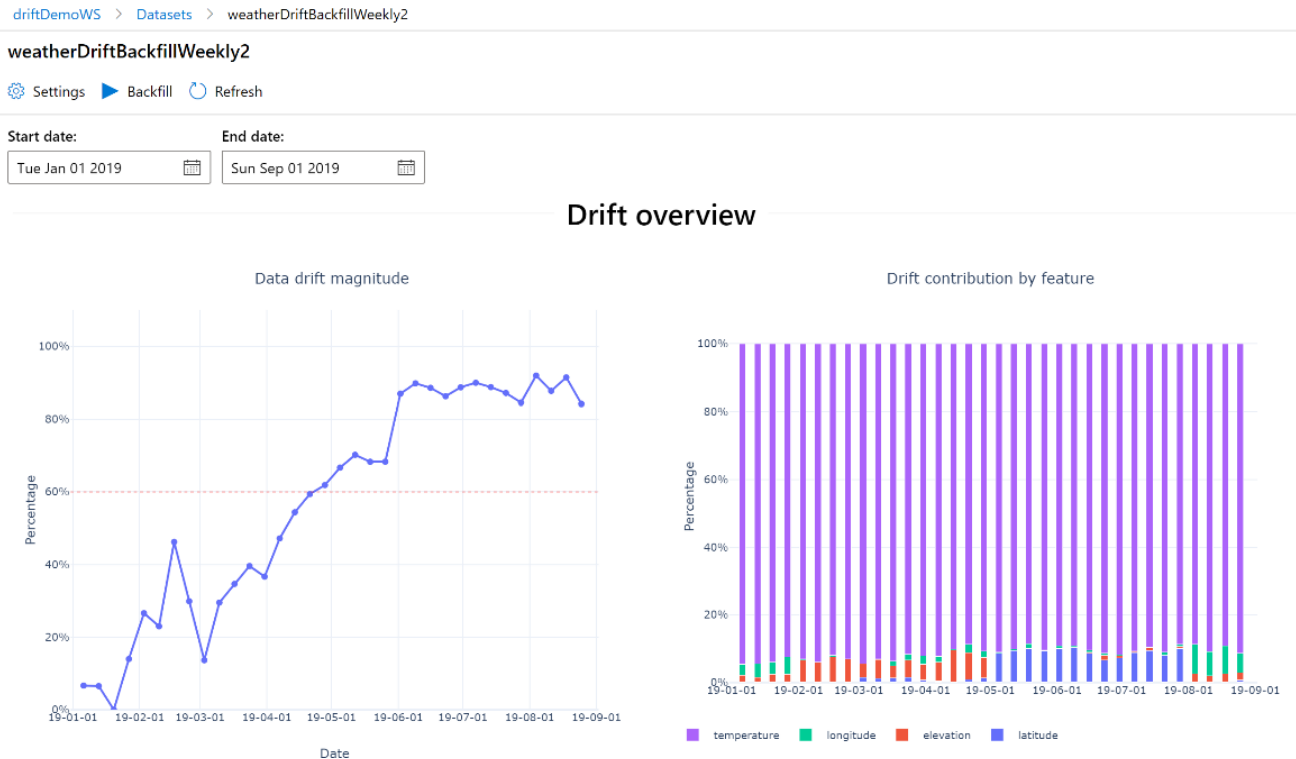 driftDemoWS > Datasets > weatherDriftBackfillWeekly2
weatherDriftBackfillWeekly2
Settings Backfill Refresh
Start date: End date:
Tue Jan 01 2019 Sun Sep 01 2019
Drift overview
Data drift magnitude
100%
80%
60%
40%
20%
0%
Percentage
19-01-01 19-02-01 19-03-01 19-04-01 19-05-01 19-06-01 19-07-01 19-08-01 19-09-01
Date
Drift contribution by feature
100%
80%
60%
40%
20%
0%
Percentage
19-01-01 19-02-01 19-03-01 19-04-01 19-05-01 19-06-01 19-07-01 19-08-01 19-09-01
temperature longitude elevation latitude